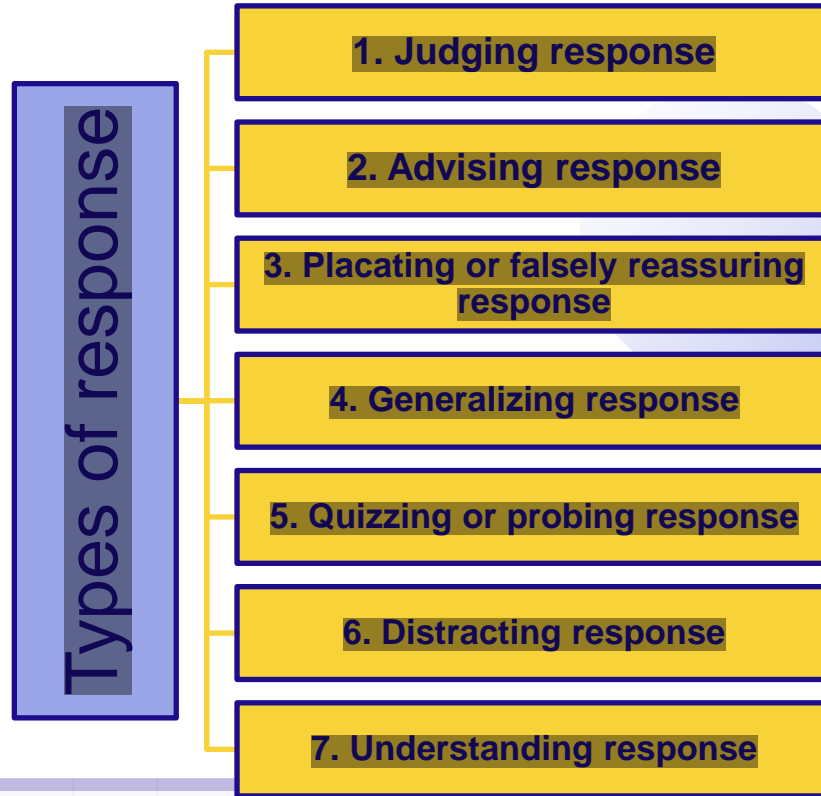 Types of response
1. Judging response
2. Advising response
3. Placating or falsely reassuring
response
4. Generalizing response
5. Quizzing or probing response
6. Distracting response
7. Understanding response